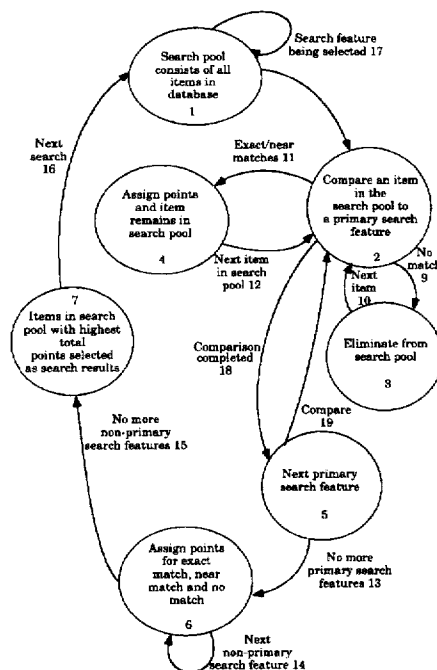 Search feature
being selected 17
Search pool
consists of all
items in
database
1
Next
search
16
Exact/near
matches 11
Compare an item
in the
search pool to
a primary search
feature
2
Assign points
and item
remains in
search pool
4
Next item
in search
pool 12
No
match
9
Next
item
10
7
Items in search
pool with highest
total
points selected
as search results
Eliminate from
search pool
3
Comparison
completed
18
Compare
19
No more
non-primary
search features 15
Next primary
search feature
5
Assign points
for exact
match, near
match and no
match
6
No more
primary search
features 13
Next
non-primary
search feature 14